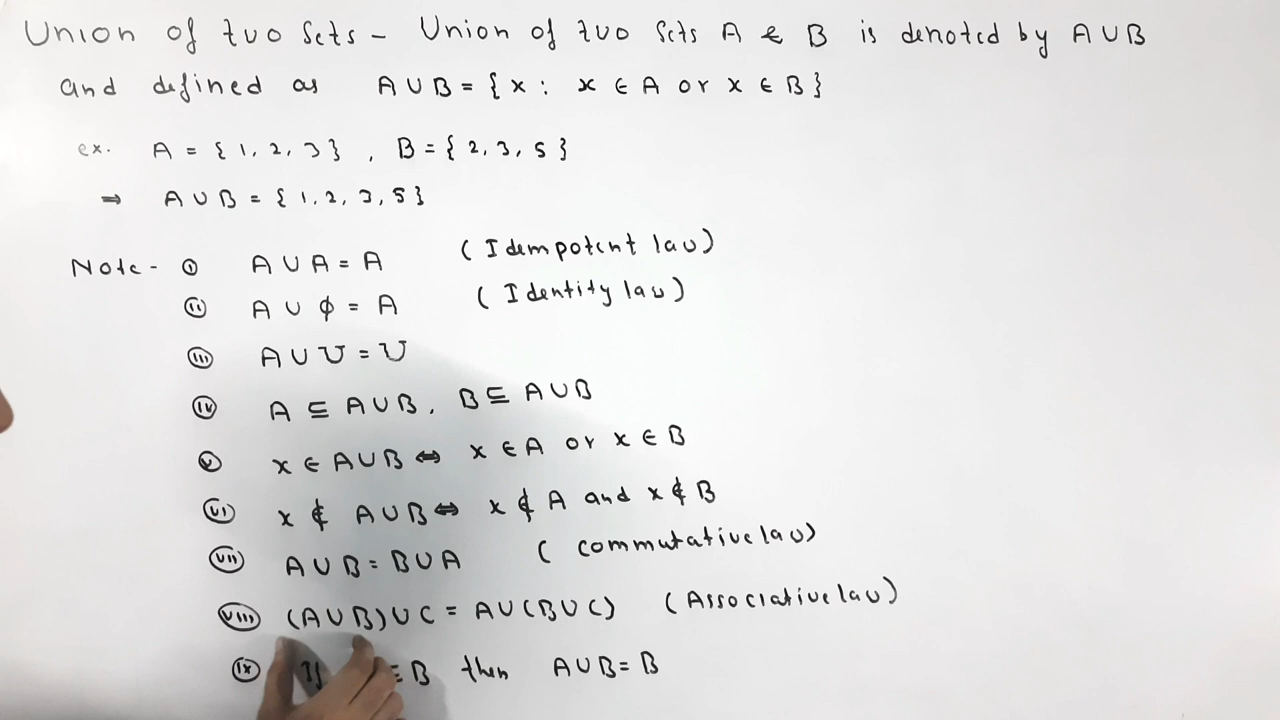 Union of two sets - Union of two sets A & B is denoted by A ∪ B
and defined as A ∪ B = { x : x ∈ A or x ∈ B }
ex. A = { 1, 2, 3 } , B = { 2, 3, 5 }
⇒ A ∪ B = { 1, 2, 3, 5 }
Note - (i) A ∪ A = A (Idempotent law)
(ii) A ∪ ϕ = A (Identity law)
(iii) A ∪ U = U
(iv) A ⊆ A ∪ B , B ⊆ A ∪ B
(v) x ∈ A ∪ B ⇔ x ∈ A or x ∈ B
(vi) x ∉ A ∪ B ⇔ x ∉ A and x ∉ B
(vii) A ∪ B = B ∪ A (commutative law)
(viii) (A ∪ B) ∪ C = A ∪ (B ∪ C) (Associative law)
(ix) If ⊆ B then A ∪ B = B